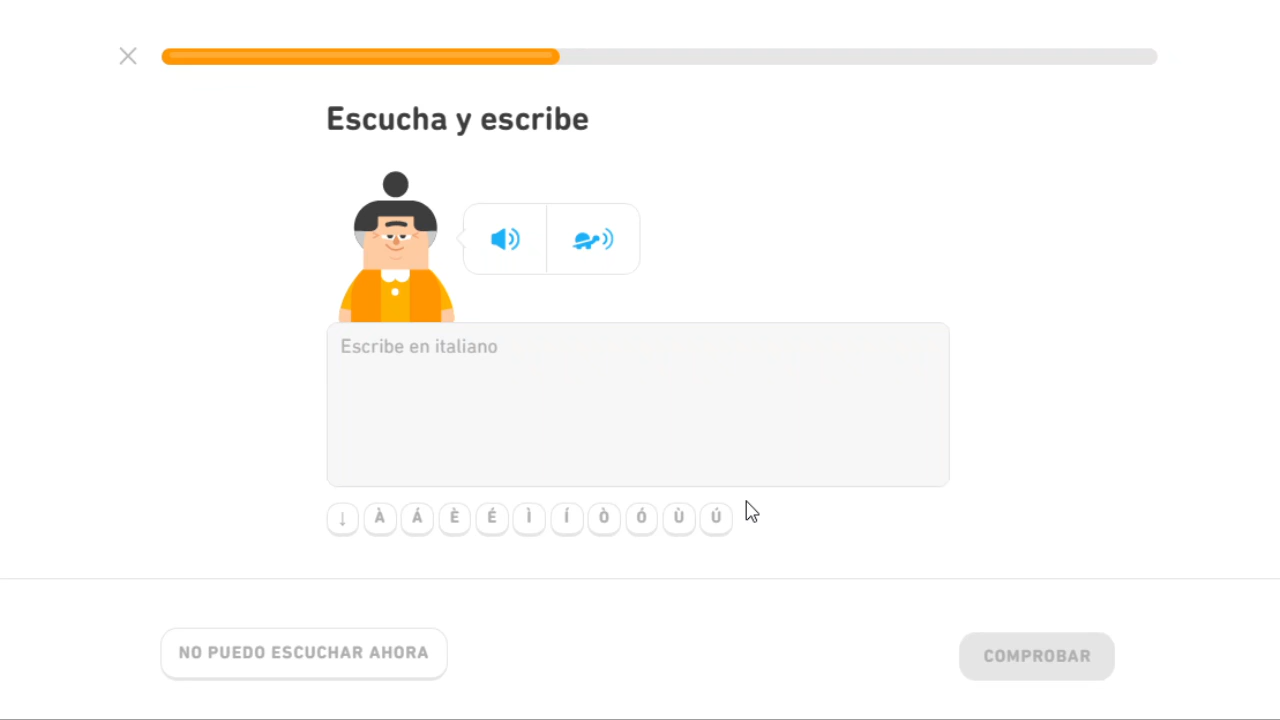 Escucha y escribe
Escribe en italiano
↓ À Á È É Ì Í Ò Ó Ù Ú
NO PUEDO ESCUCHAR AHORA
COMPROBAR